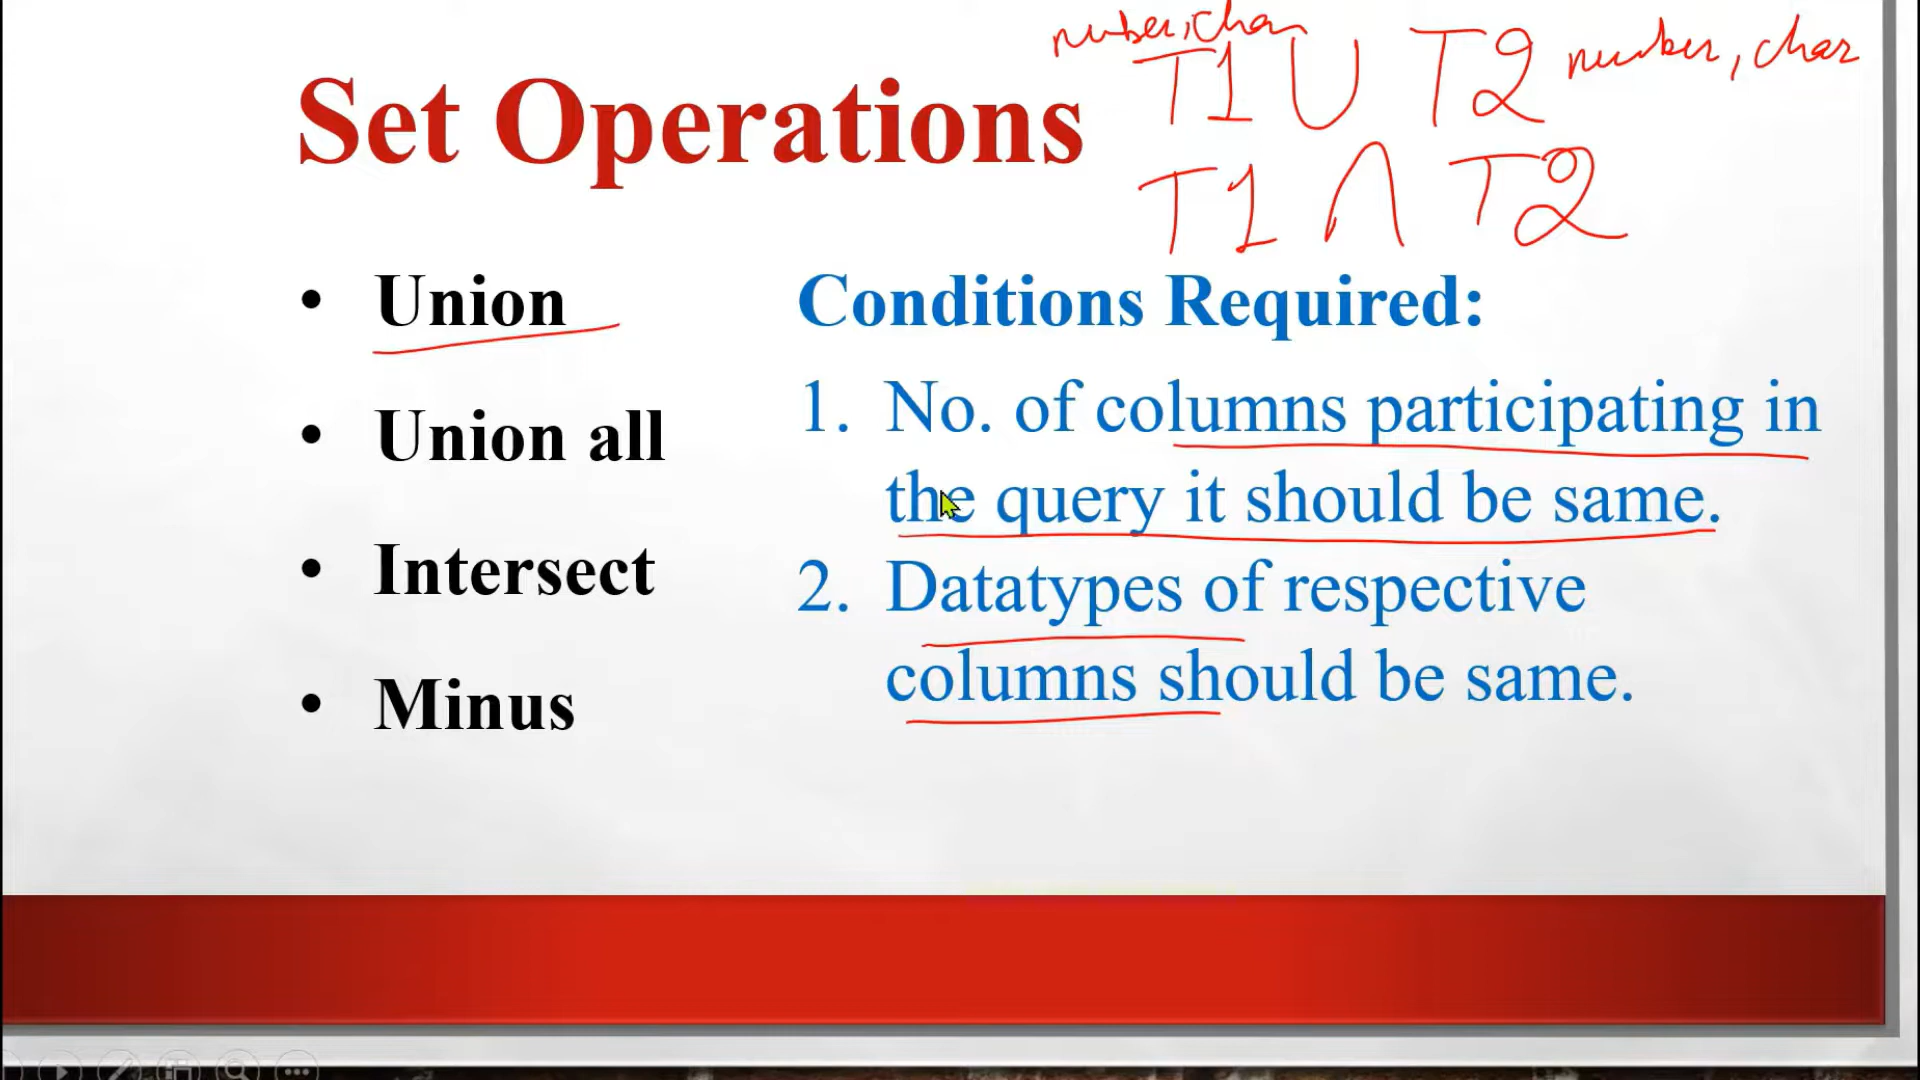 number, char
T1 ∪ T2 number, char
Set Operations
T1 ∩ T2
• Union
• Union all
• Intersect
• Minus
Conditions Required:
1. No. of columns participating in
the query it should be same.
2. Datatypes of respective
columns should be same.